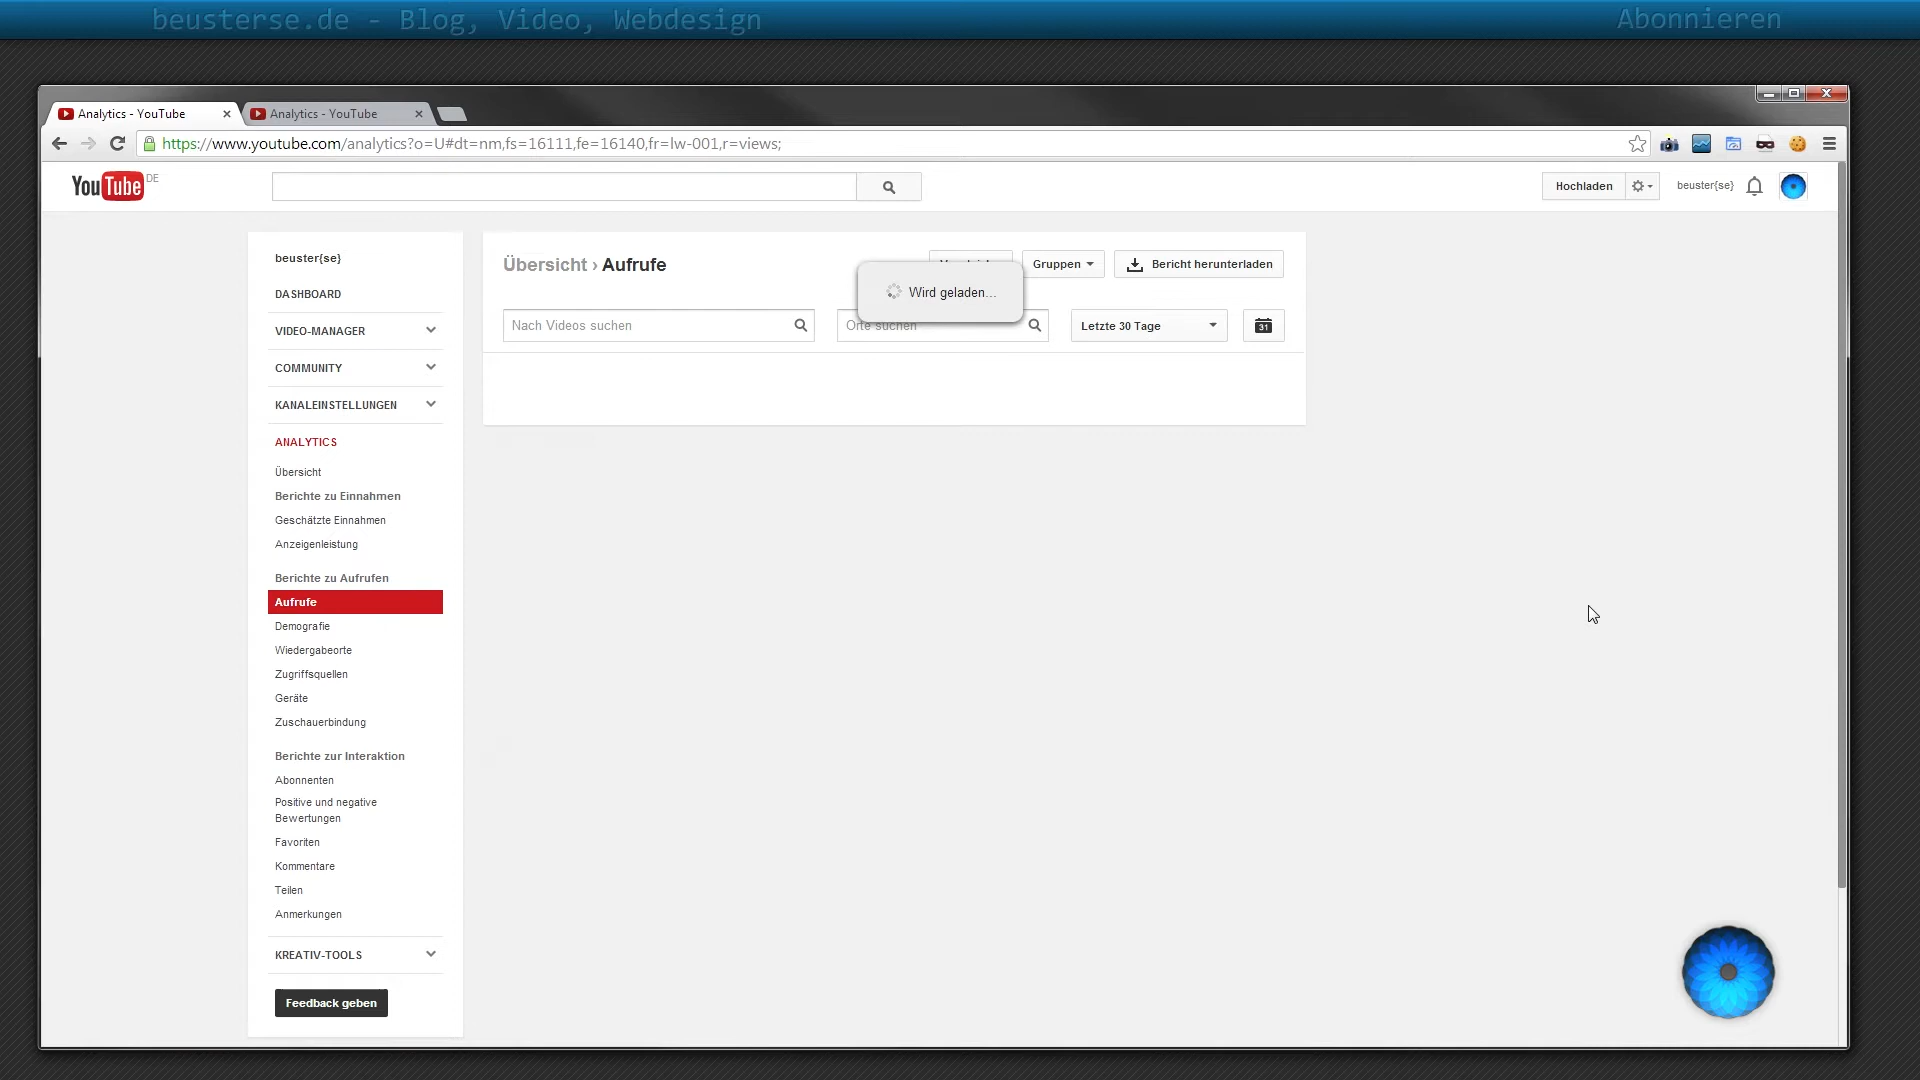 beusterse.de - Blog, Video, Webdesign
Abonnieren
Analytics - YouTube
Analytics - YouTube
https://www.youtube.com/analytics?o=U#dt=nm,fs=16111,fe=16140,fr=lw-001,r=views;
YouTube DE
Hochladen
beuster{se}
beuster{se}
DASHBOARD
VIDEO-MANAGER
COMMUNITY
KANALEINSTELLUNGEN
ANALYTICS
Übersicht
Berichte zu Einnahmen
Geschätzte Einnahmen
Anzeigenleistung
Berichte zu Aufrufen
Aufrufe
Demografie
Wiedergabeorte
Zugriffsquellen
Geräte
Zuschauerbindung
Berichte zur Interaktion
Abonnenten
Positive und negative
Bewertungen
Favoriten
Kommentare
Teilen
Anmerkungen
KREATIV-TOOLS
Feedback geben
Übersicht › Aufrufe
Gruppen
Bericht herunterladen
Wird geladen...
Nach Videos suchen
Orte suchen
Letzte 30 Tage
31